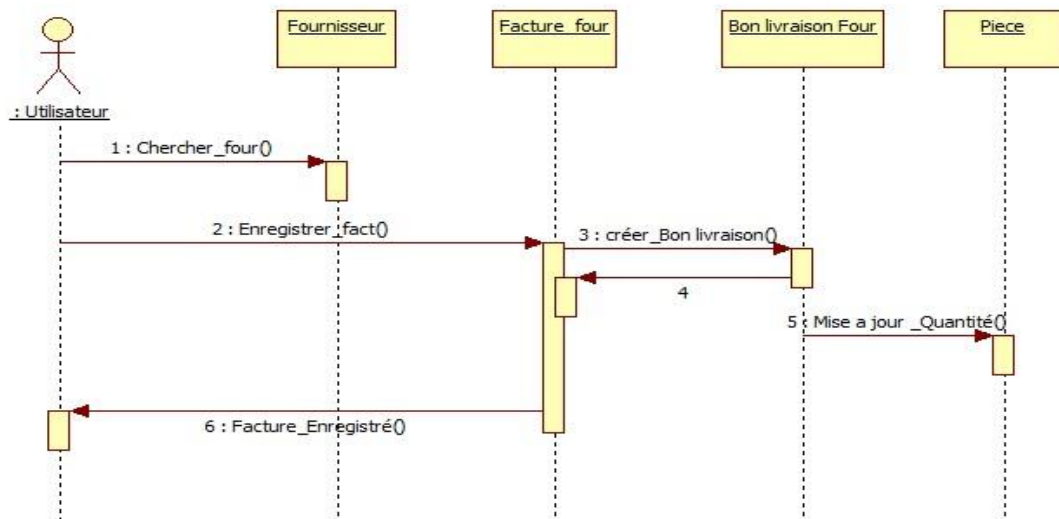 Fournisseur
Facture_four
Bon livraison Four
Piece
: Utilisateur
1 : Chercher_four()
2 : Enregistrer_fact()
3 : créer_Bon livraison()
4
5 : Mise a jour _Quantité()
6 : Facture_Enregistré()